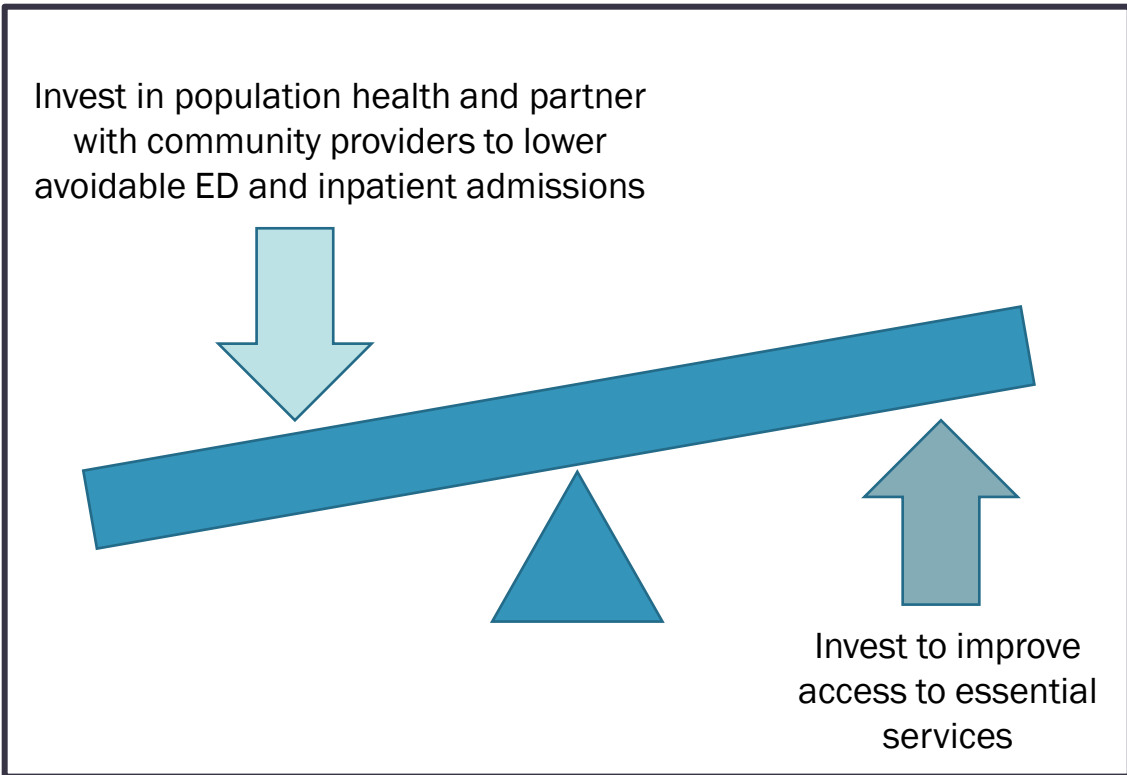 Invest in population health and partner
with community providers to lower
avoidable ED and inpatient admissions
Invest to improve
access to essential
services